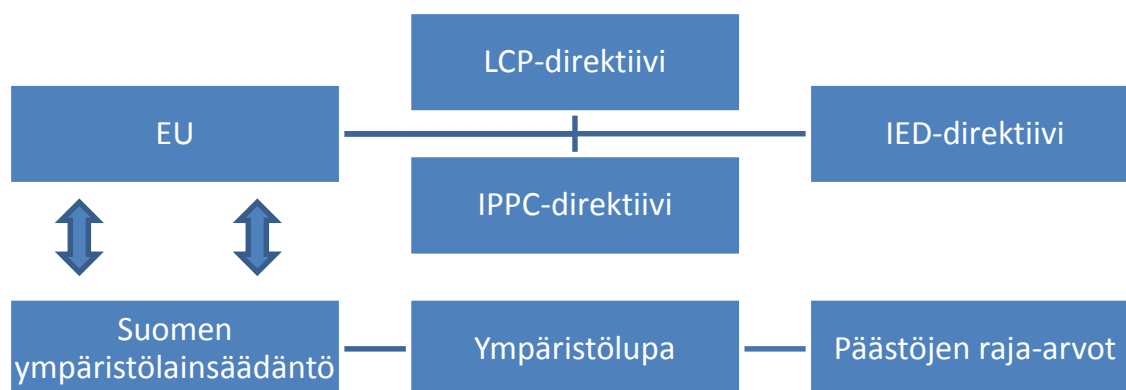 LCP-direktiivi
EU
IED-direktiivi
IPPC-direktiivi
Suomen
ympäristölainsäädäntö
Ympäristölupa
Päästöjen raja-arvot